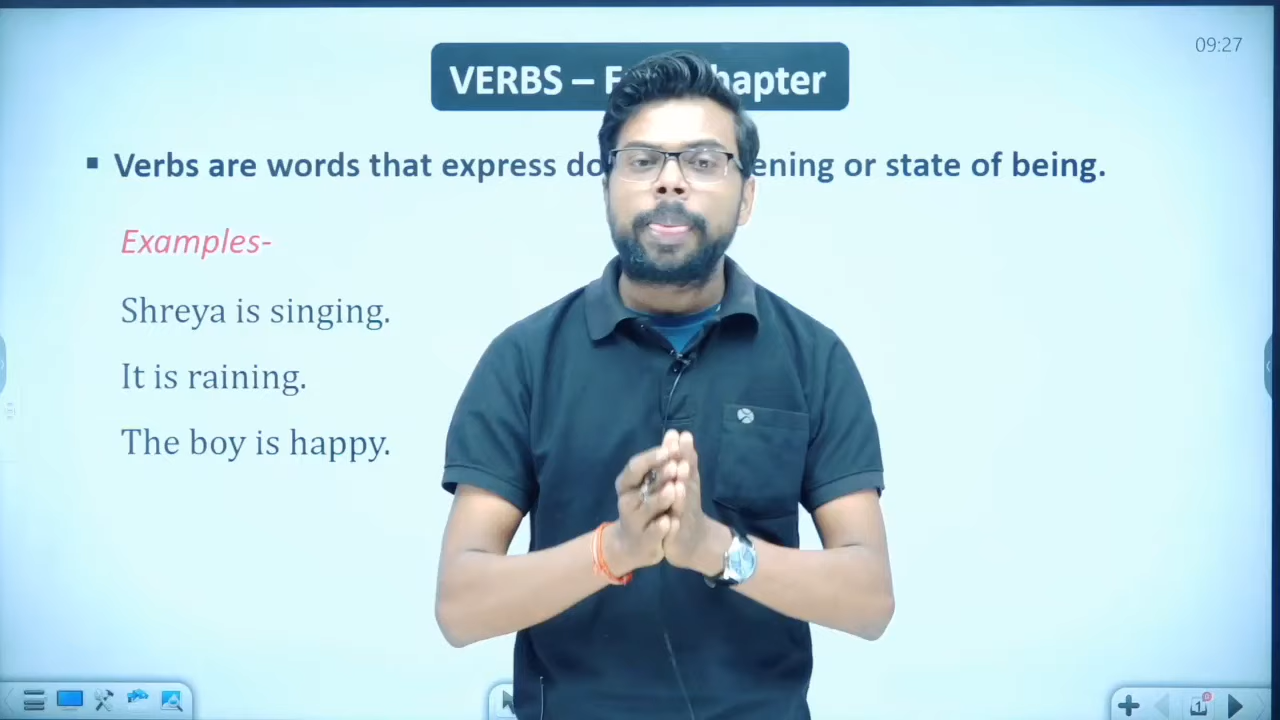 09:27
VERBS –
Verbs are words that express or state of being.
Examples-
Shreya is singing.
It is raining.
The boy is happy.
1